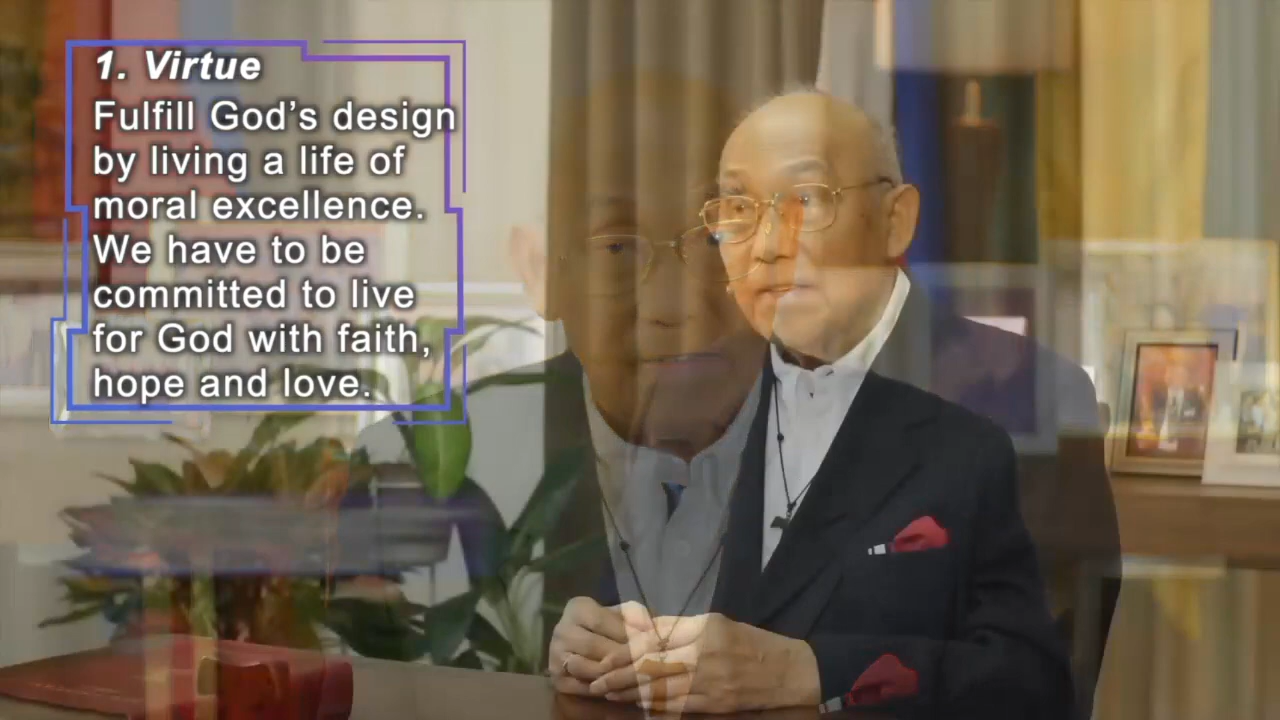 1. Virtue
Fulfill God’s design
by living a life of
moral excellence.
We have to be
committed to live
for God with faith,
hope and love.